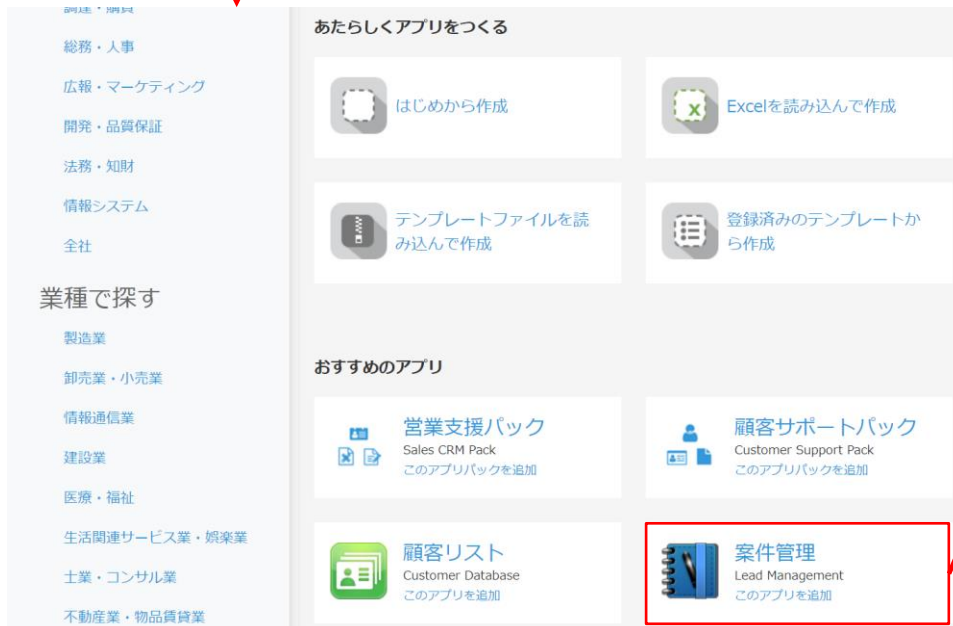 調達・購買
総務・人事
広報・マーケティング
開発・品質保証
法務・知財
情報システム
全社
業種で探す
製造業
卸売業・小売業
情報通信業
建設業
医療・福祉
生活関連サービス業・娯楽業
士業・コンサル業
不動産業・物品賃貸業
あたらしくアプリをつくる
はじめから作成
Excelを読み込んで作成
テンプレートファイルを読
み込んで作成
登録済みのテンプレートか
ら作成
おすすめのアプリ
営業支援パック
Sales CRM Pack
このアプリパックを追加
顧客サポートパック
Customer Support Pack
このアプリパックを追加
顧客リスト
Customer Database
このアプリを追加
案件管理
Lead Management
このアプリを追加